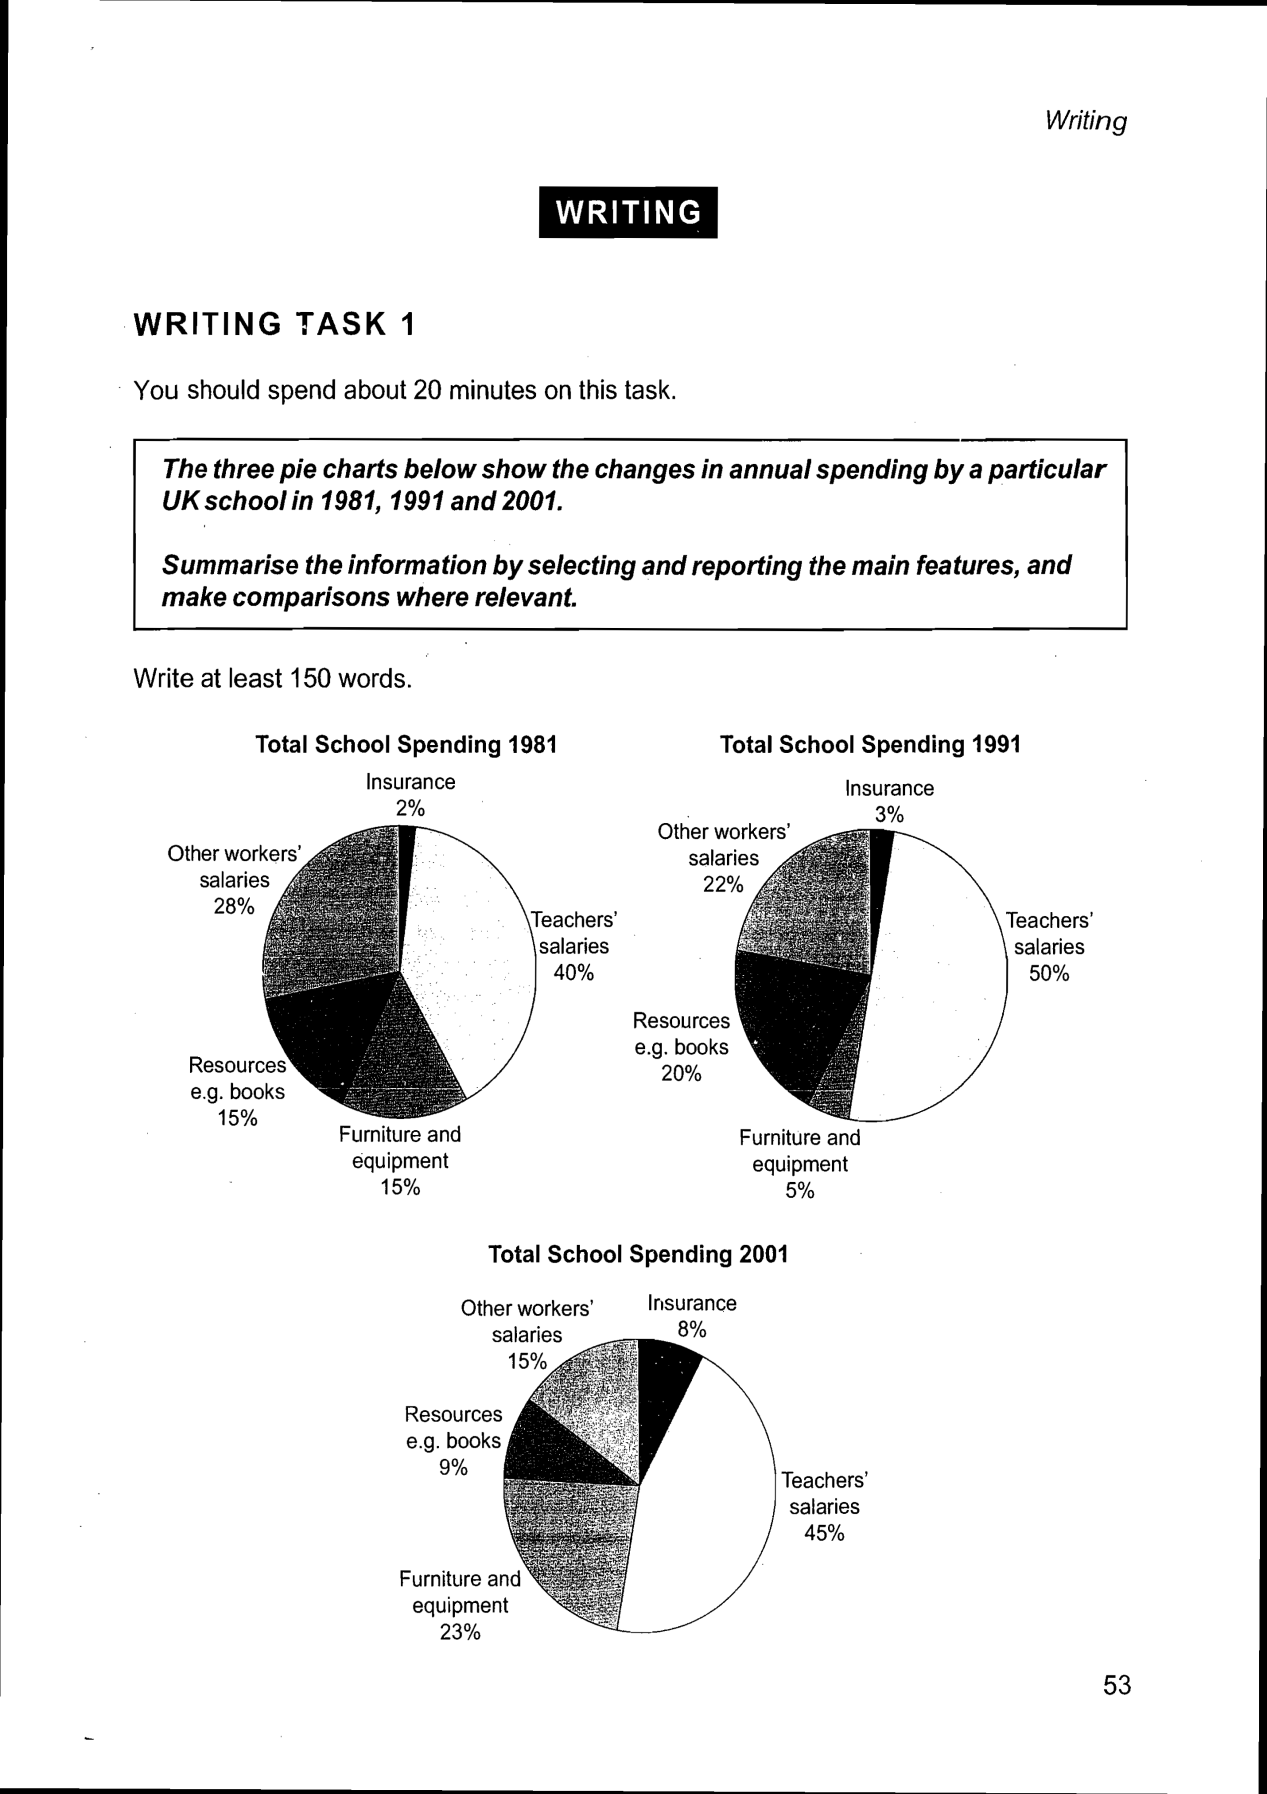 Writing
WRITING
WRITING TASK 1
You should spend about 20 minutes on this task.
The three pie charts below show the changes in annual spending by a particular
UK school in 1981, 1991 and 2001.
Summarise the information by selecting and reporting the main features, and
make comparisons where relevant.
Write at least 150 words.
Total School Spending 1981
Insurance
2%
Other workers'
salaries
28%
Teachers'
salaries
40%
Resources
e.g. books
15%
Furniture and
equipment
15%
Total School Spending 1991
Insurance
3%
Other workers'
salaries
22%
Teachers'
salaries
50%
Resources
e.g. books
20%
Furniture and
equipment
5%
Total School Spending 2001
Other workers'
salaries
15%
Insurance
8%
Resources
e.g. books
9%
Teachers'
salaries
45%
Furniture and
equipment
23%
53